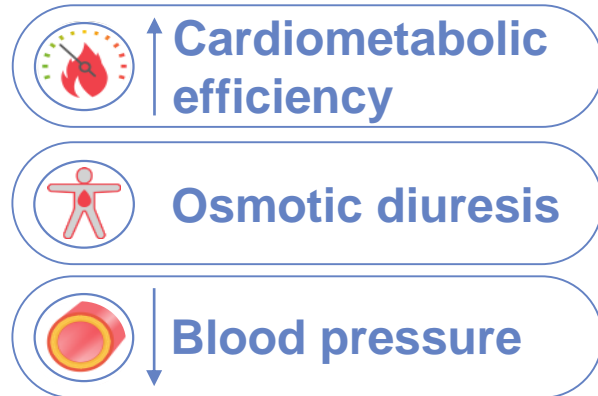 Cardiometabolic
efficiency
Osmotic diuresis
Blood pressure